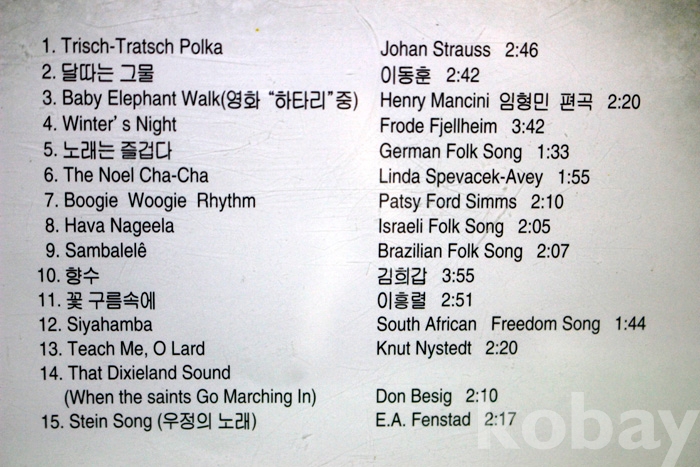 1. Trisch-Tratsch Polka Johan Strauss 2:46
2. 달따는 그물 이동훈 2:42
3. Baby Elephant Walk(영화 “하타리”중) Henry Mancini 임형민 편곡 2:20
4. Winter’ s Night Frode Fjellheim 3:42
5. 노래는 즐겁다 German Folk Song 1:33
6. The Noel Cha-Cha Linda Spevacek-Avey 1:55
7. Boogie Woogie Rhythm Patsy Ford Simms 2:10
8. Hava Nageela Israeli Folk Song 2:05
9. Sambalelê Brazilian Folk Song 2:07
10. 향수 김희갑 3:55
11. 꽃 구름속에 이흥렬 2:51
12. Siyahamba South African Freedom Song 1:44
13. Teach Me, O Lard Knut Nystedt 2:20
14. That Dixieland Sound
(When the saints Go Marching In) Don Besig 2:10
15. Stein Song (우정의 노래) E.A. Fenstad 2:17
kobay